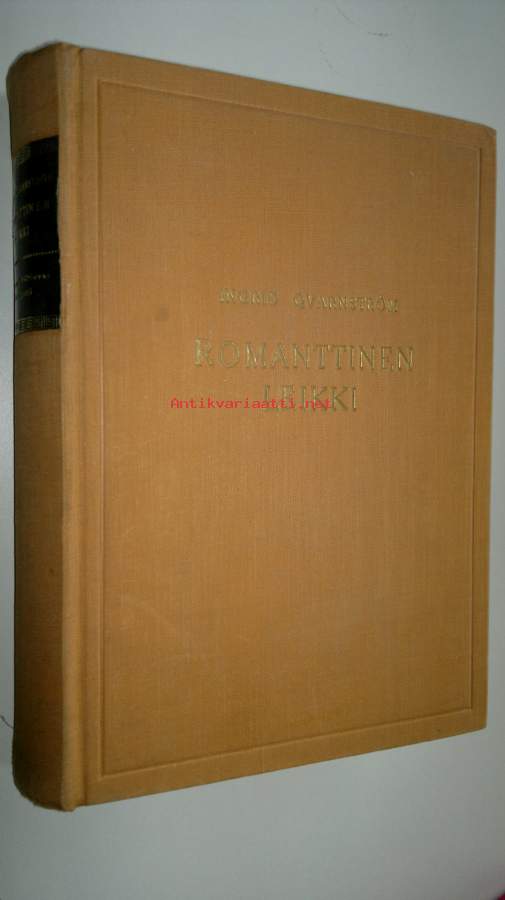 INGRID QVARNSTRÖM
ROMANTTINEN
LEIKKI
Antikvariaatti.net